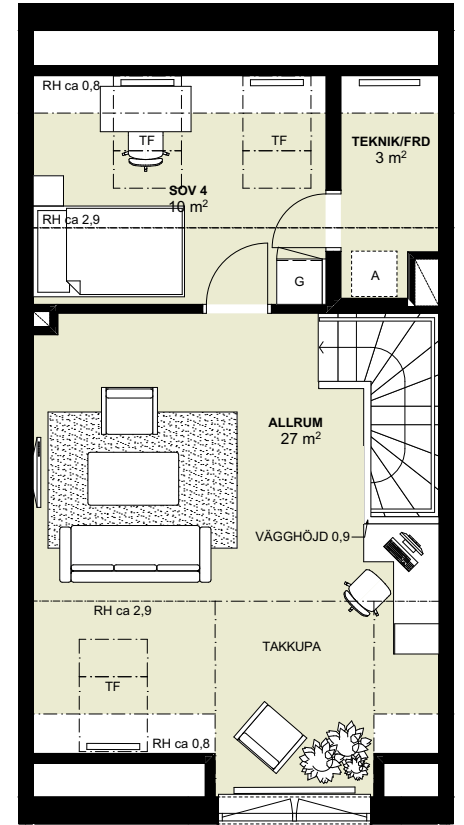 RH ca 0,8
TF
TF
TEKNIK/FRD
3 m²
SOV 4
10 m²
RH ca 2,9
G
A
ALLRUM
27 m²
VÄGGHÖJD 0,9
RH ca 2,9
TAKKUPA
TF
RH ca 0,8